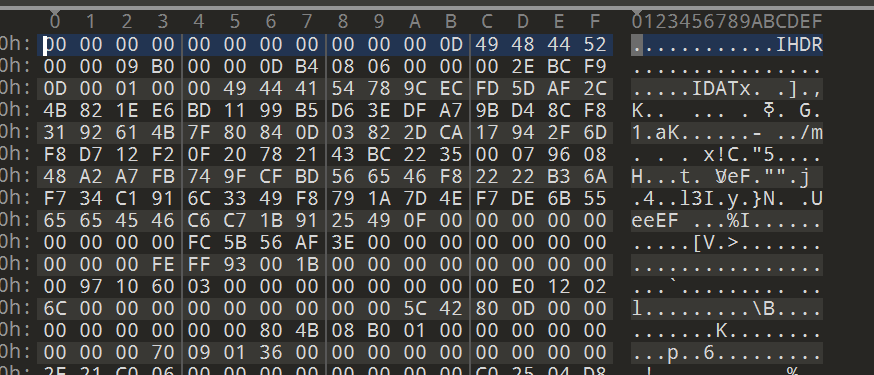 0 1 2 3 4 5 6 7 8 9 A B C D E F 0123456789ABCDEF
0h: 00 00 00 00 00 00 00 00 00 00 00 0D 49 48 44 52 ............IHDR
0h: 00 00 09 B0 00 00 0D B4 08 06 00 00 00 2E BC F9 ................
0h: 0D 00 01 00 00 49 44 41 54 78 9C EC FD 5D AF 2C .....IDATx. .].,
0h: 4B 82 1E E6 BD 11 99 B5 D6 3E DF A7 9B D4 8C F8
0h: 31 92 61 4B 7F 80 84 0D 03 82 2D CA 17 94 2F 6D
0h: F8 D7 12 F2 0F 20 78 21 43 BC 22 35 00 07 96 08
0h: 48 A2 A7 FB 74 9F CF BD 56 65 46 F8 22 22 B3 6A
0h: F7 34 C1 91 6C 33 49 F8 79 1A 7D 4E F7 DE 6B 55
0h: 65 65 45 46 C6 C7 1B 91 25 49 0F 00 00 00 00 00 eeEF ...%I......
0h: 00 00 00 00 FC 5B 56 AF 3E 00 00 00 00 00 00 00 .....[V.>.......
0h: 00 00 00 FE FF 93 00 1B 00 00 00 00 00 00 00 00 ................
0h: 00 97 10 60 03 00 00 00 00 00 00 00 00 E0 12 02
0h: 6C 00 00 00 00 00 00 00 00 00 5C 42 80 0D 00 00 l.........\B....
0h: 00 00 00 00 00 00 80 4B 08 B0 01 00 00 00 00 00 .......K........
0h: 00 00 00 70 09 01 36 00 00 00 00 00 00 00 00 00 ...p..6.........